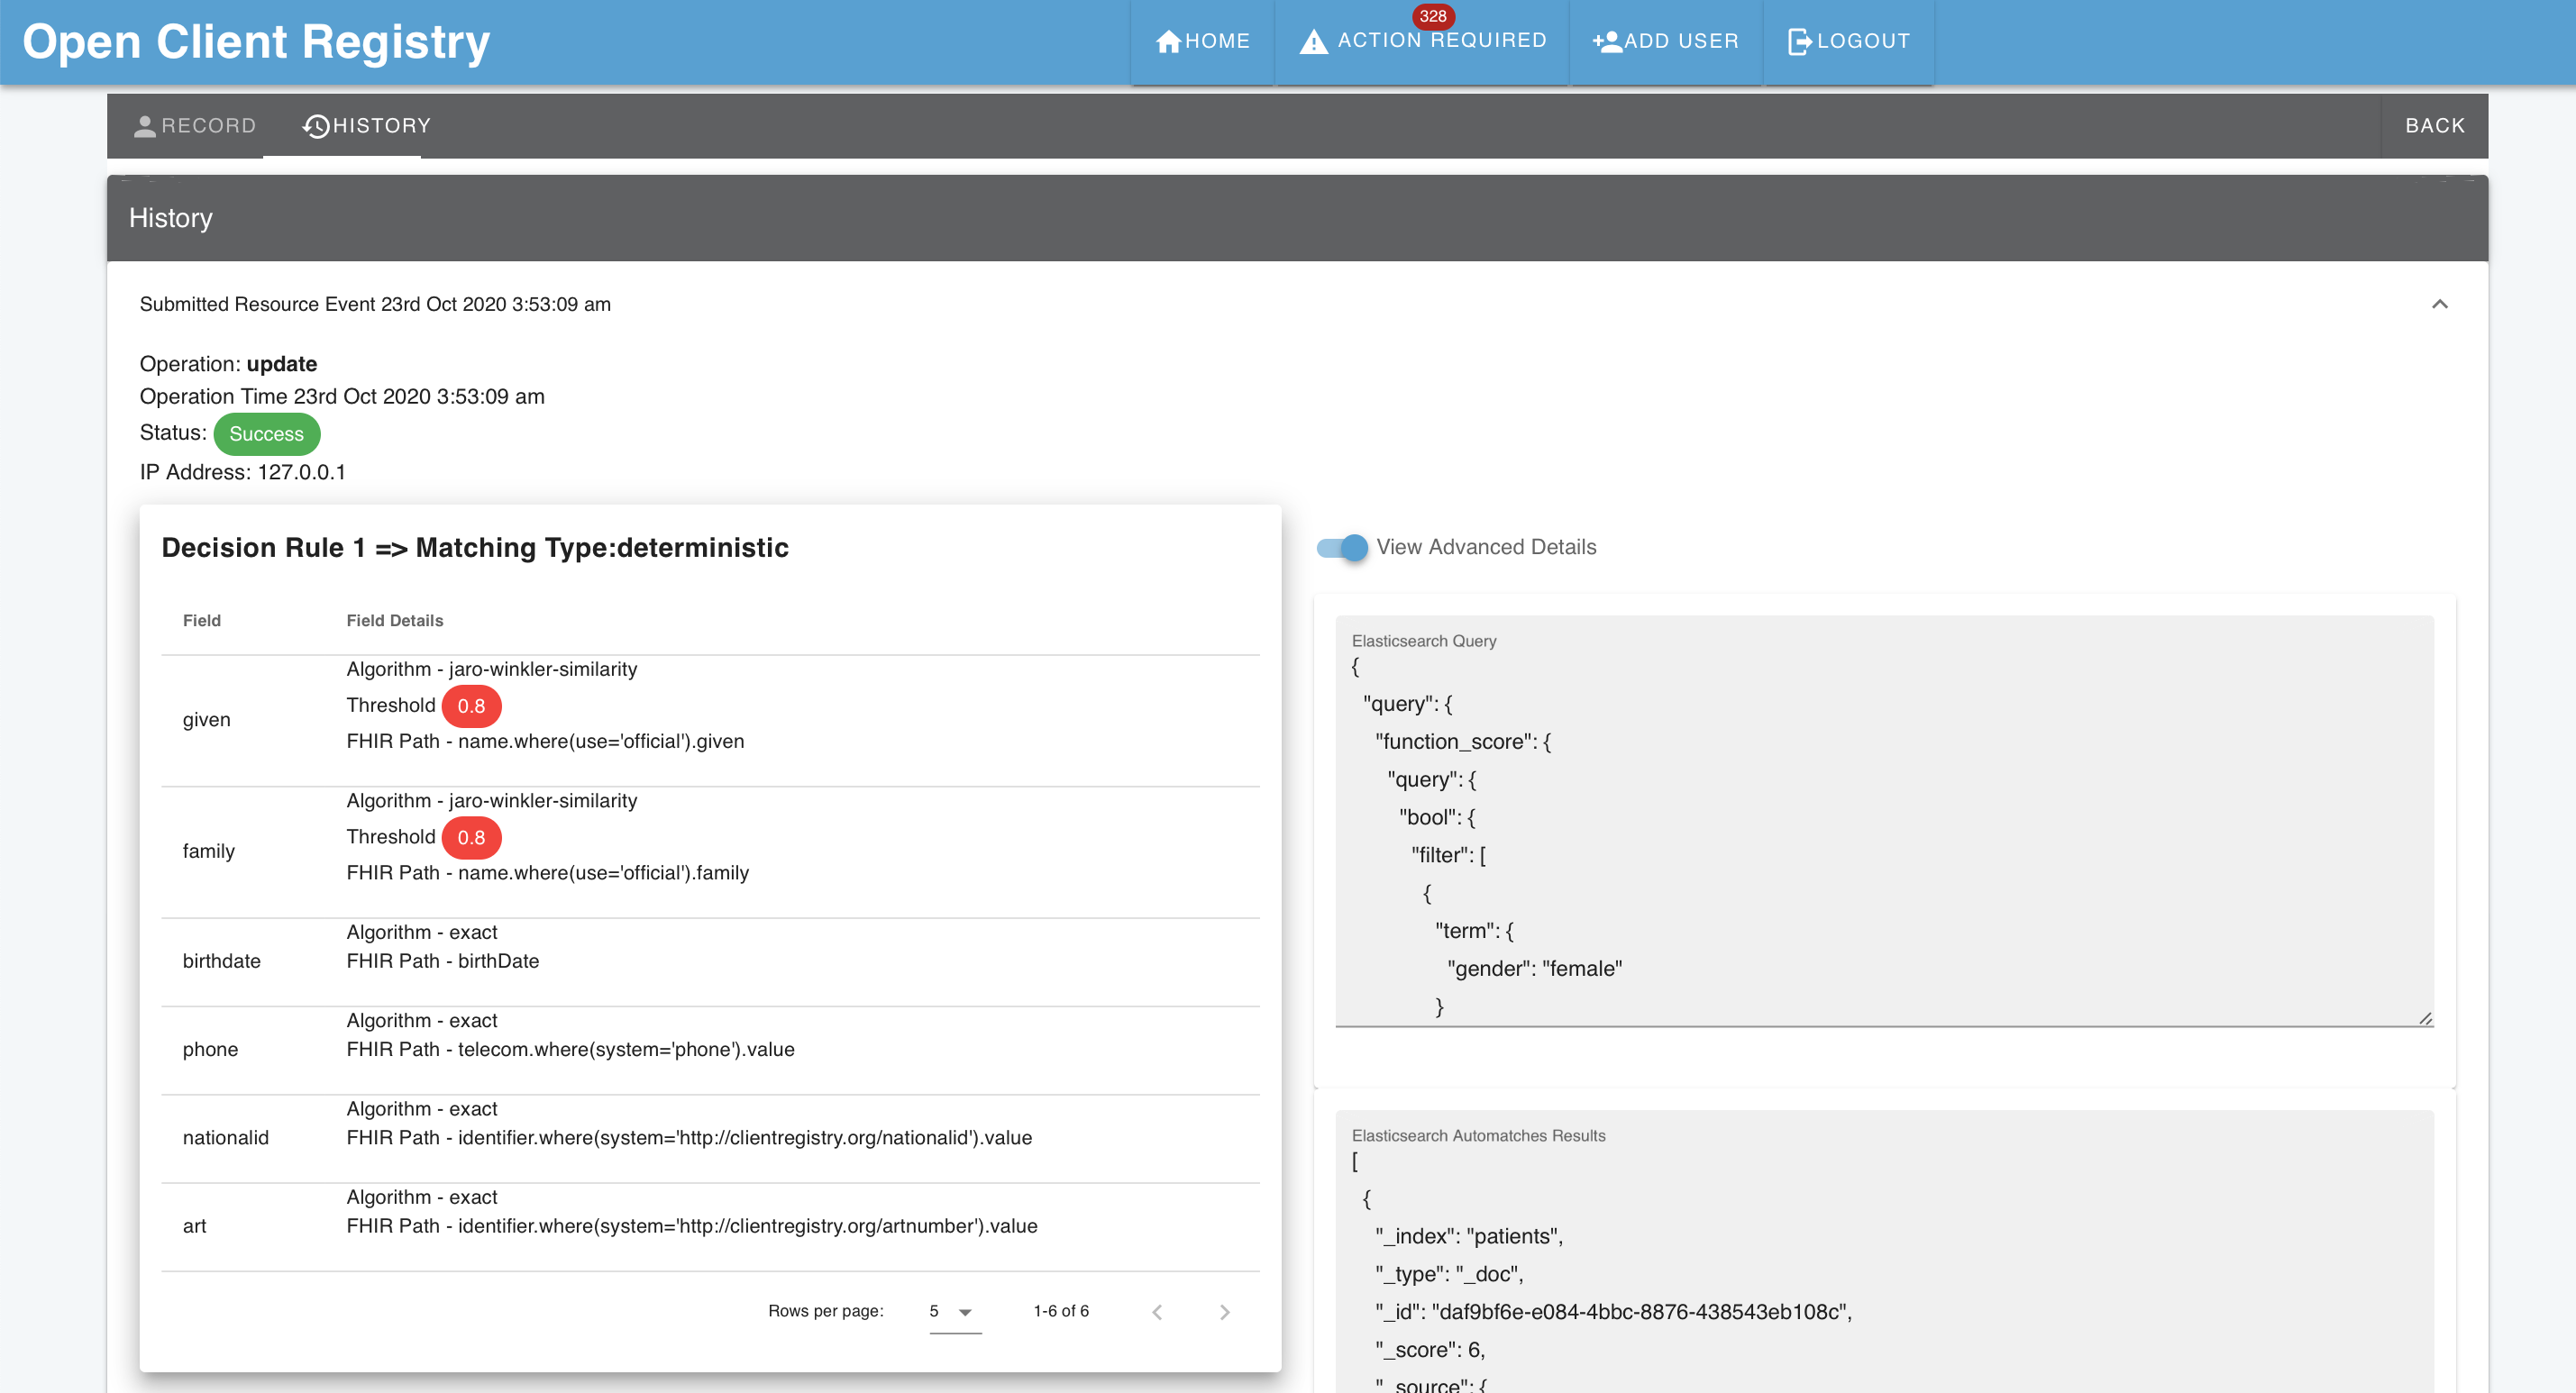 Open Client Registry
HOME
328
ACTION REQUIRED
ADD USER
LOGOUT
RECORD
HISTORY
BACK
History
Submitted Resource Event 23rd Oct 2020 3:53:09 am
Operation: update
Operation Time 23rd Oct 2020 3:53:09 am
Status: Success
IP Address: 127.0.0.1
Decision Rule 1 => Matching Type:deterministic
Field Field Details
given
Algorithm - jaro-winkler-similarity
Threshold 0.8
FHIR Path - name.where(use='official').given
family
Algorithm - jaro-winkler-similarity
Threshold 0.8
FHIR Path - name.where(use='official').family
birthdate
Algorithm - exact
FHIR Path - birthDate
phone
Algorithm - exact
FHIR Path - telecom.where(system='phone').value
nationalid
Algorithm - exact
FHIR Path - identifier.where(system='http://clientregistry.org/nationalid').value
art
Algorithm - exact
FHIR Path - identifier.where(system='http://clientregistry.org/artnumber').value
Rows per page: 5 1-6 of 6
View Advanced Details
Elasticsearch Query
{
"query": {
"function_score": {
"query": {
"bool": {
"filter": [
{
"term": {
"gender": "female"
}
Elasticsearch Automatches Results
[
{
"_index": "patients",
"_type": "_doc",
"_id": "daf9bf6e-e084-4bbc-8876-438543eb108c",
"_score": 6,
"_source": {